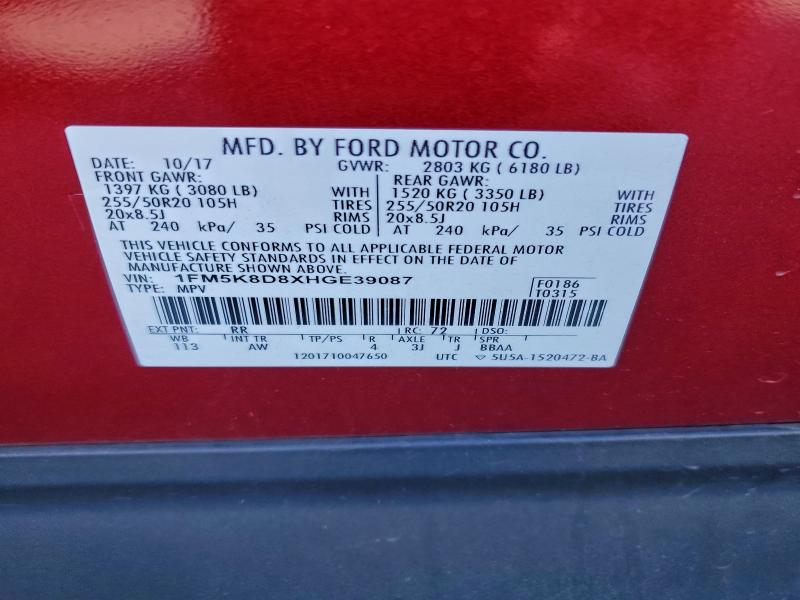 MFD. BY FORD MOTOR CO.
DATE: 10/17 GVWR: 2803 KG ( 6180 LB)
FRONT GAWR: REAR GAWR:
1397 KG ( 3080 LB) WITH 1520 KG ( 3350 LB) WITH
255/50R20 105H TIRES 255/50R20 105H TIRES
20x8.5J RIMS 20x8.5J RIMS
AT 240 kPa/ 35 PSI COLD AT 240 kPa/ 35 PSI COLD
THIS VEHICLE CONFORMS TO ALL APPLICABLE FEDERAL MOTOR
VEHICLE SAFETY STANDARDS IN EFFECT ON THE DATE OF
MANUFACTURE SHOWN ABOVE.
VIN: 1FM5K8D8XHGE39087 F0186
TYPE: MPV T0315
EXT PNT: RR RC: 72 DSO:
WB INT TR TP/PS R AXLE TR SPR
113 AW 4 3J J BBAA
1201710047650 UTC ▽ 5U5A-1520472-BA